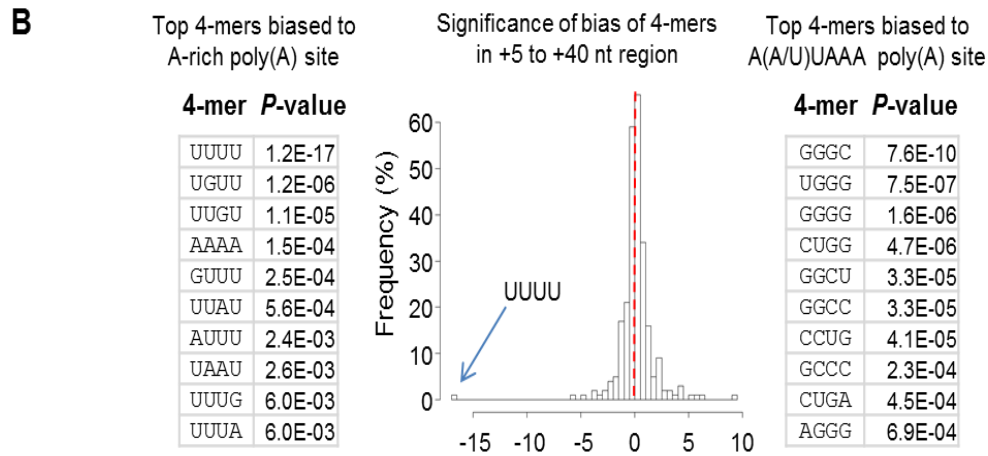 B
Top 4-mers biased to
A-rich poly(A) site
4-mer P-value
UUUU 1.2E-17
UGUU 1.2E-06
UUGU 1.1E-05
AAAA 1.5E-04
GUUU 2.5E-04
UUAU 5.6E-04
AUUU 2.4E-03
UAAU 2.6E-03
UUUG 6.0E-03
UUUA 6.0E-03
Significance of bias of 4-mers
in +5 to +40 nt region
Frequency (%)
60
50
40
30
20
10
0
UUUU
-15 -10 -5 0 5 10
Top 4-mers biased to
A(A/U)UAAA poly(A) site
4-mer P-value
GGGC 7.6E-10
UGGG 7.5E-07
GGGG 1.6E-06
CUGG 4.7E-06
GGCU 3.3E-05
GGCC 3.3E-05
CCUG 4.1E-05
GCCC 2.3E-04
CUGA 4.5E-04
AGGG 6.9E-04